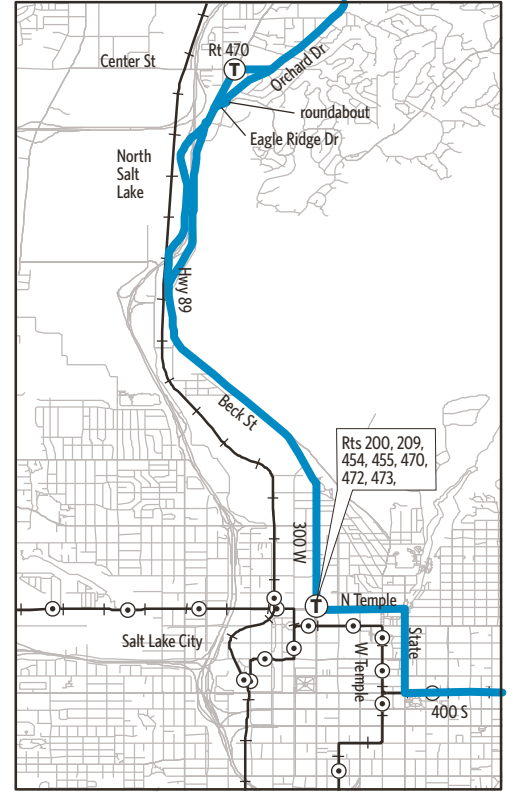 Rt 470
Center St
T
Orchard Dr
roundabout
Eagle Ridge Dr
North
Salt
Lake
Hwy 89
Beck St
Rts 200, 209,
454, 455, 470,
472, 473,
300 W
T
N Temple
Salt Lake City
W Temple
State
400 S